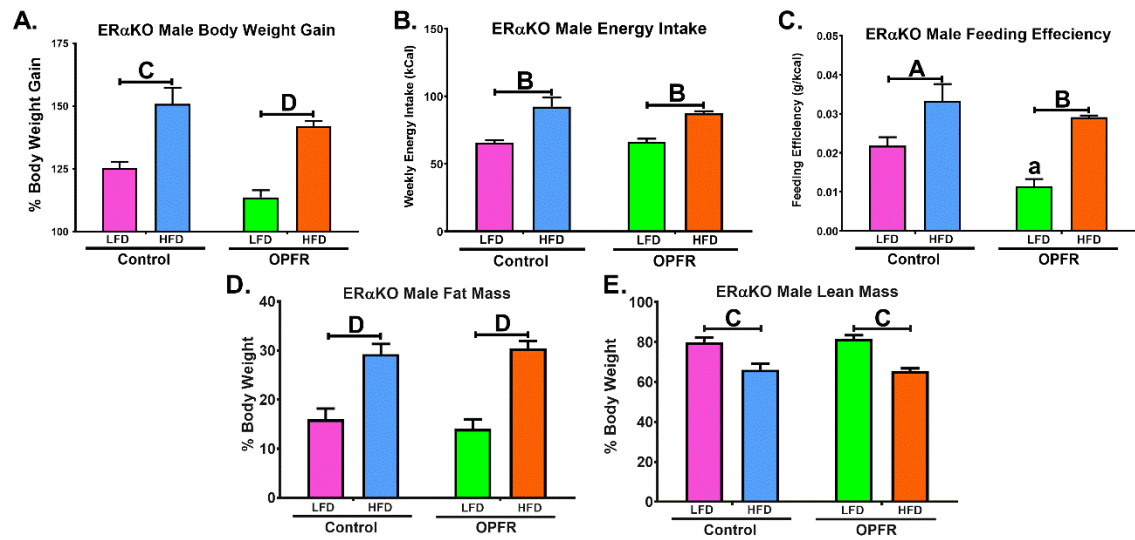 A.
ERαKO Male Body Weight Gain
% Body Weight Gain
175
150
125
100
C
D
LFD HFD LFD HFD
Control OPFR
B.
ERαKO Male Energy Intake
Weekly Energy Intake (kCal)
150
100
50
0
B
B
LFD HFD LFD HFD
Control OPFR
C.
ERαKO Male Feeding Effeciency
Feeding Efficiency (g/kcal)
0.05
0.04
0.03
0.02
0.01
0.00
A
B
a
LFD HFD LFD HFD
Control OPFR
D.
ERαKO Male Fat Mass
% Body Weight
40
30
20
10
0
D
D
LFD HFD LFD HFD
Control OPFR
E.
ERαKO Male Lean Mass
% Body Weight
100
80
60
40
20
0
C
C
LFD HFD LFD HFD
Control OPFR